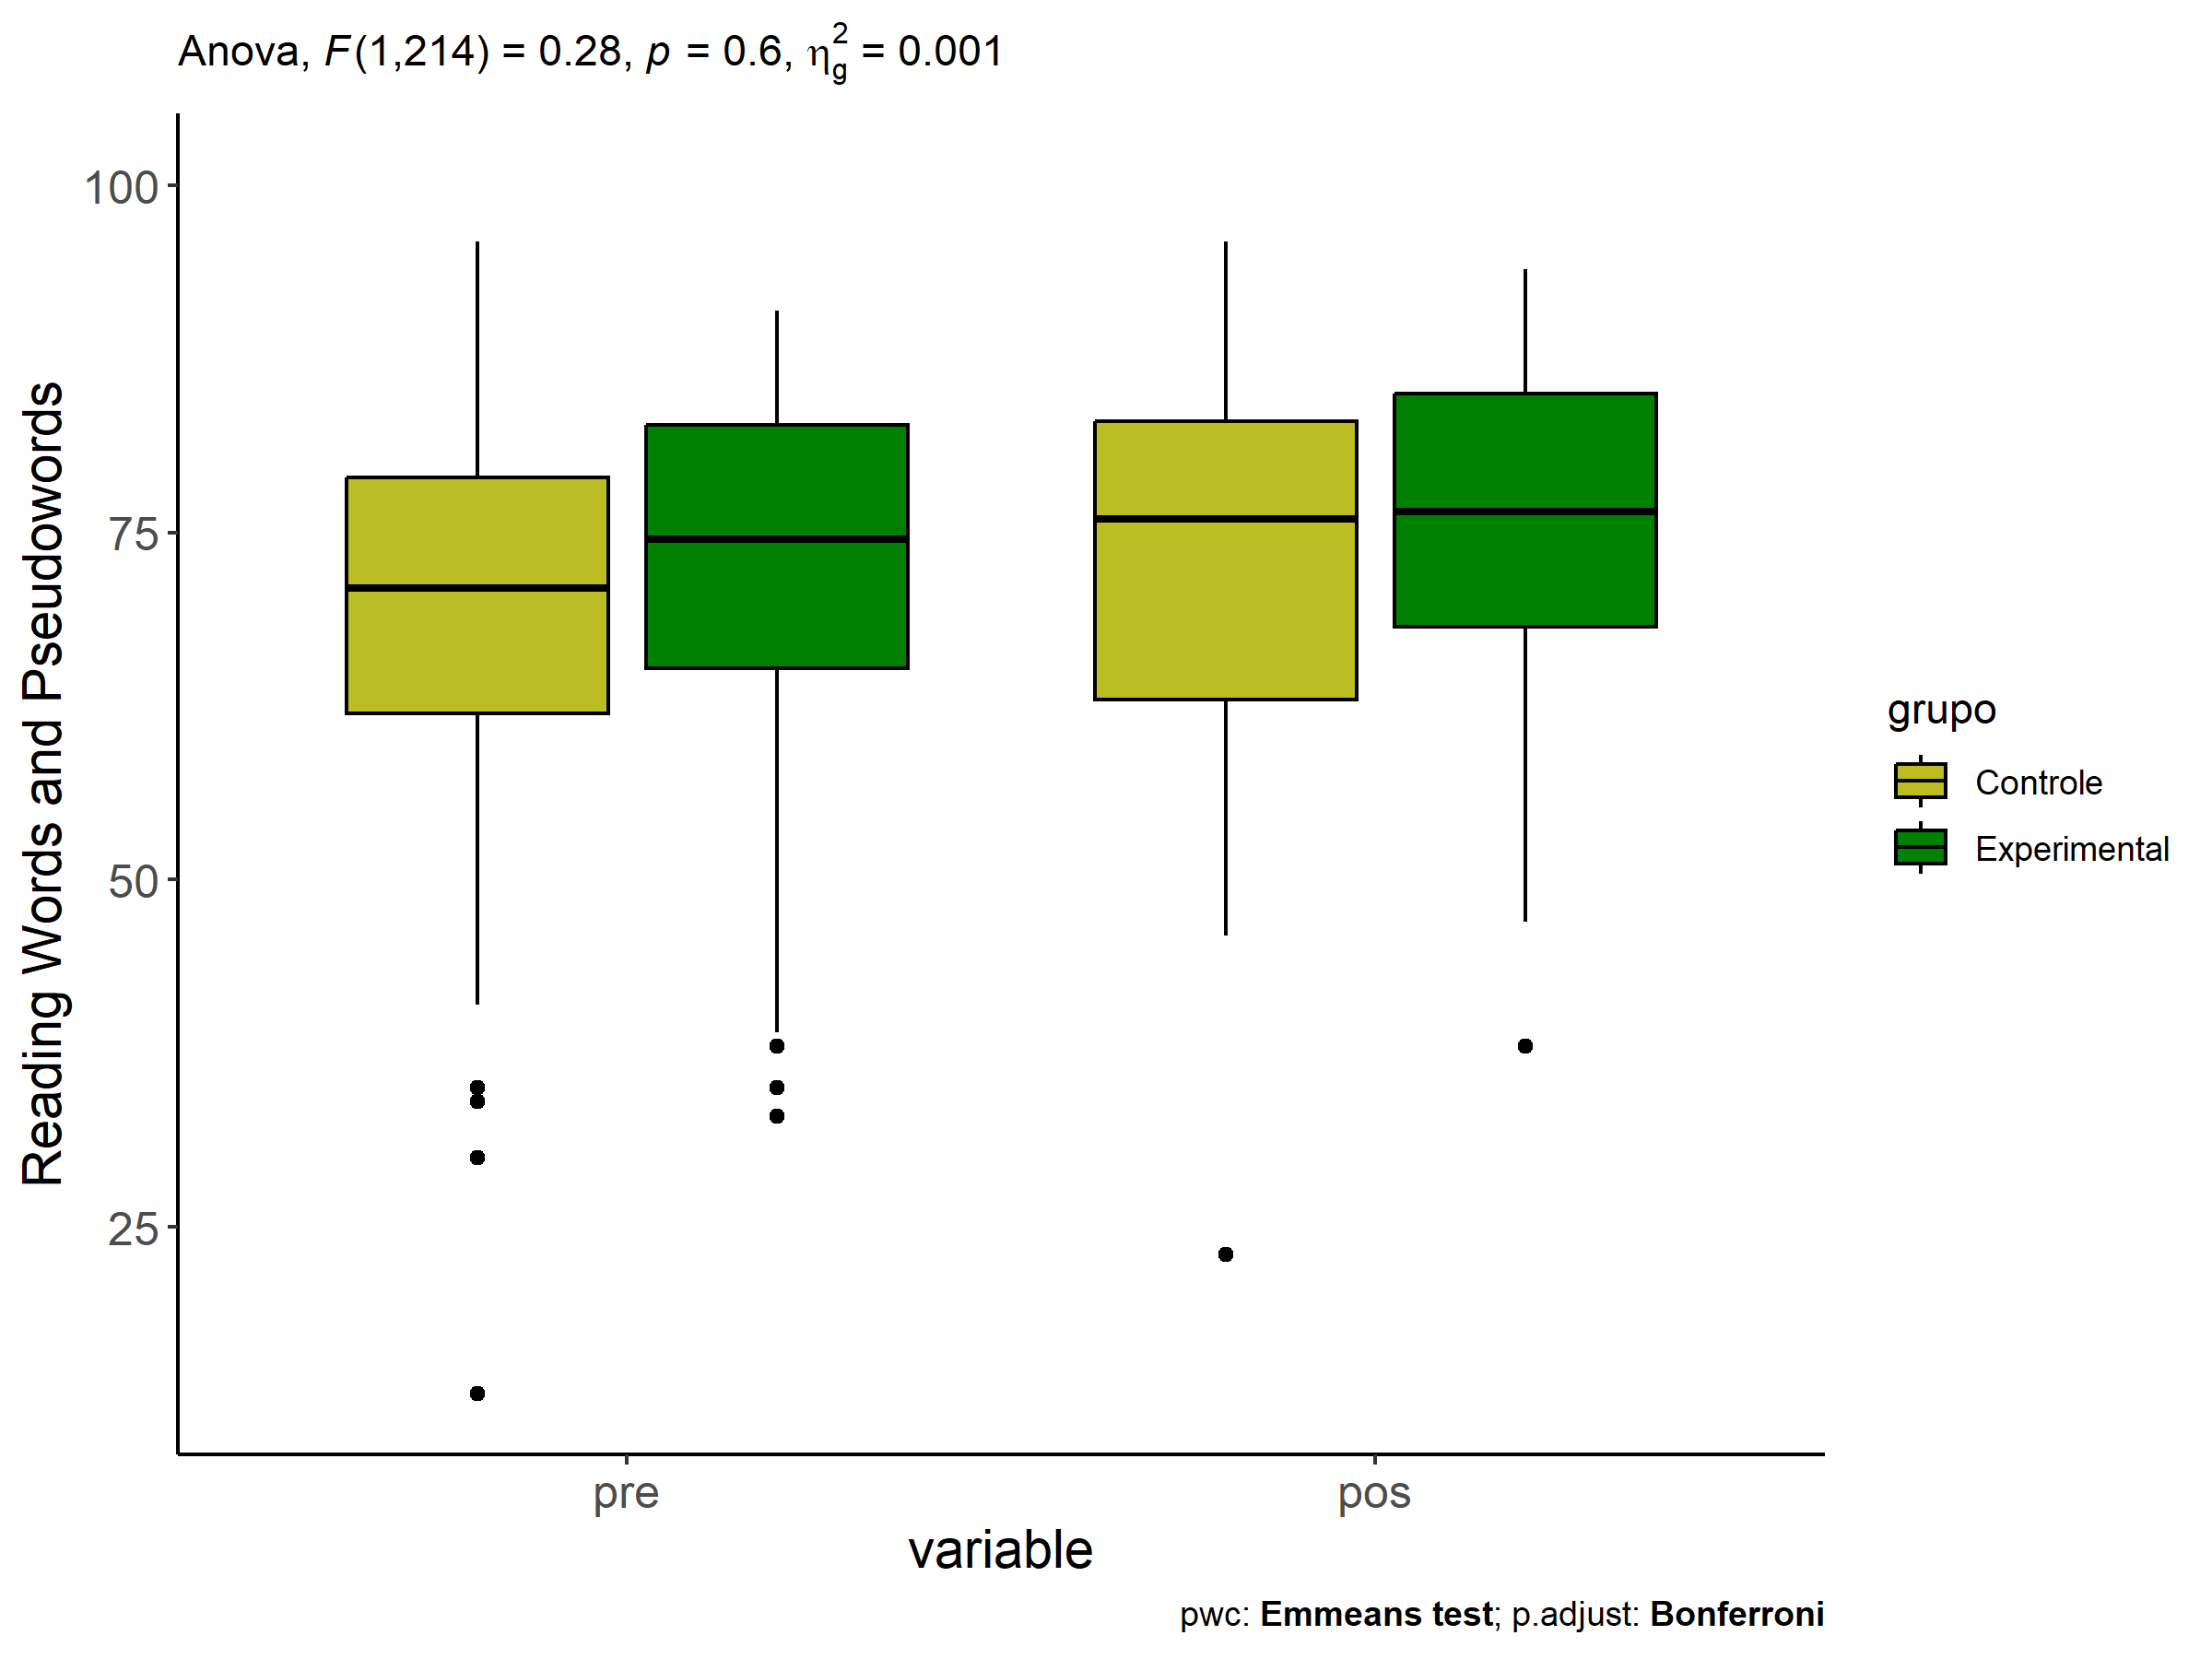 Anova, F(1,214) = 0.28, p = 0.6, η²g = 0.001
Reading Words and Pseudowords
100
75
50
25
pre
pos
variable
grupo
Controle
Experimental
pwc: Emmeans test; p.adjust: Bonferroni